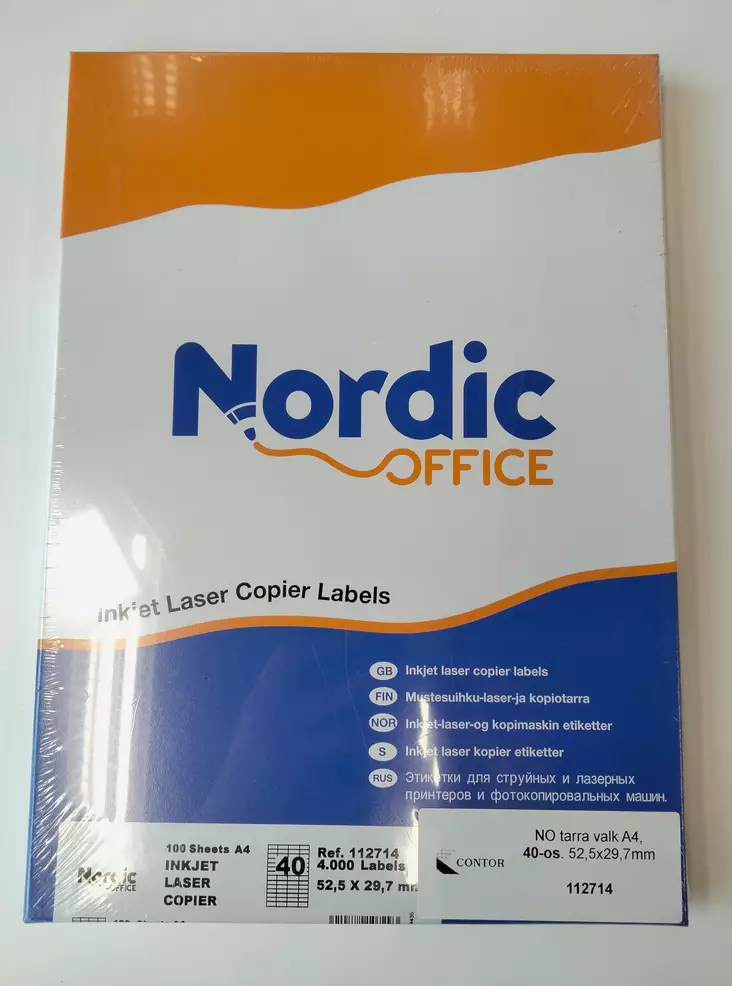 Nordic
OFFICE
Inkjet Laser Copier Labels
GB Inkjet laser copier labels
FIN Mustesuihku-laser-ja kopiotarra
NOR Inkjet-laser-og kopimaskin etiketter
S Inkjet laser kopier etiketter
RUS Этикетки для струйных и лазерных
принтеров и фотокопировальных машин.
Nordic
OFFICE
100 Sheets A4
INKJET
LASER
COPIER
40
Ref. 112714
4.000 Labels
52,5 X 29,7 m
CONTOR
NO tarra valk A4,
40-os. 52,5x29,7mm
112714